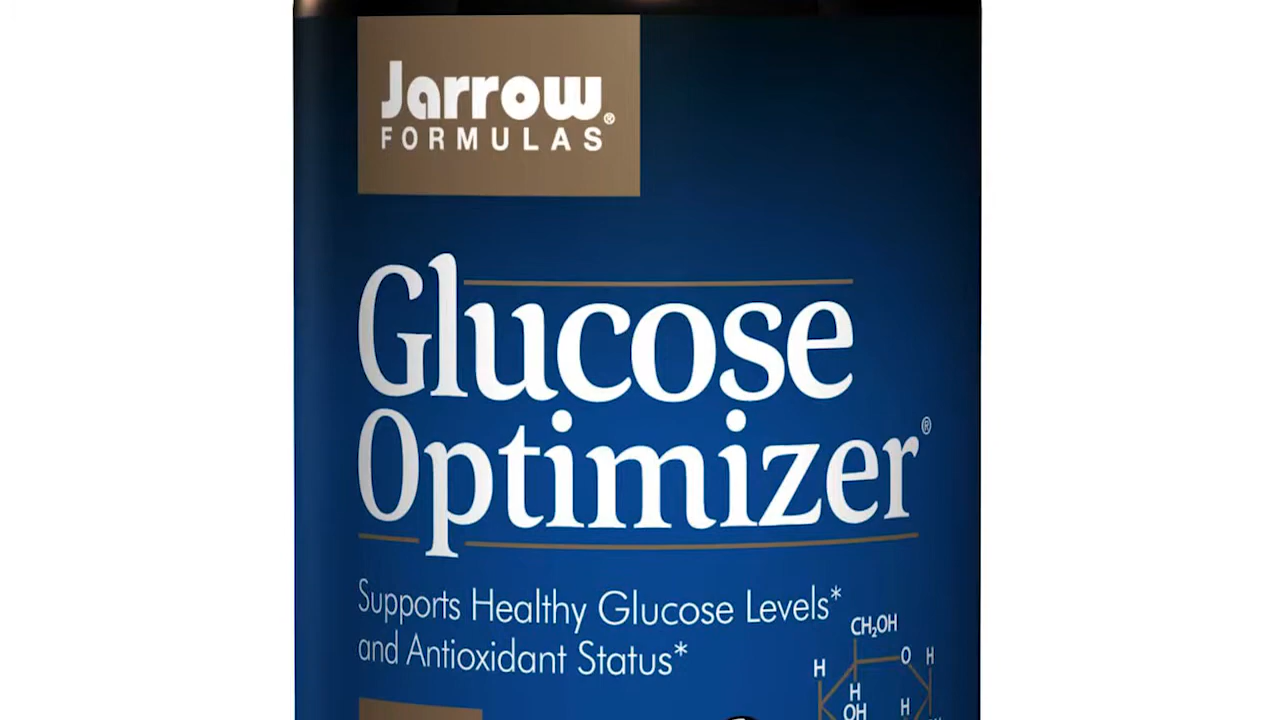 Jarrow®
FORMULAS
Glucose
Optimizer®
Supports Healthy Glucose Levels*
and Antioxidant Status*
CH₂OH
H
O
H
H
OH
H